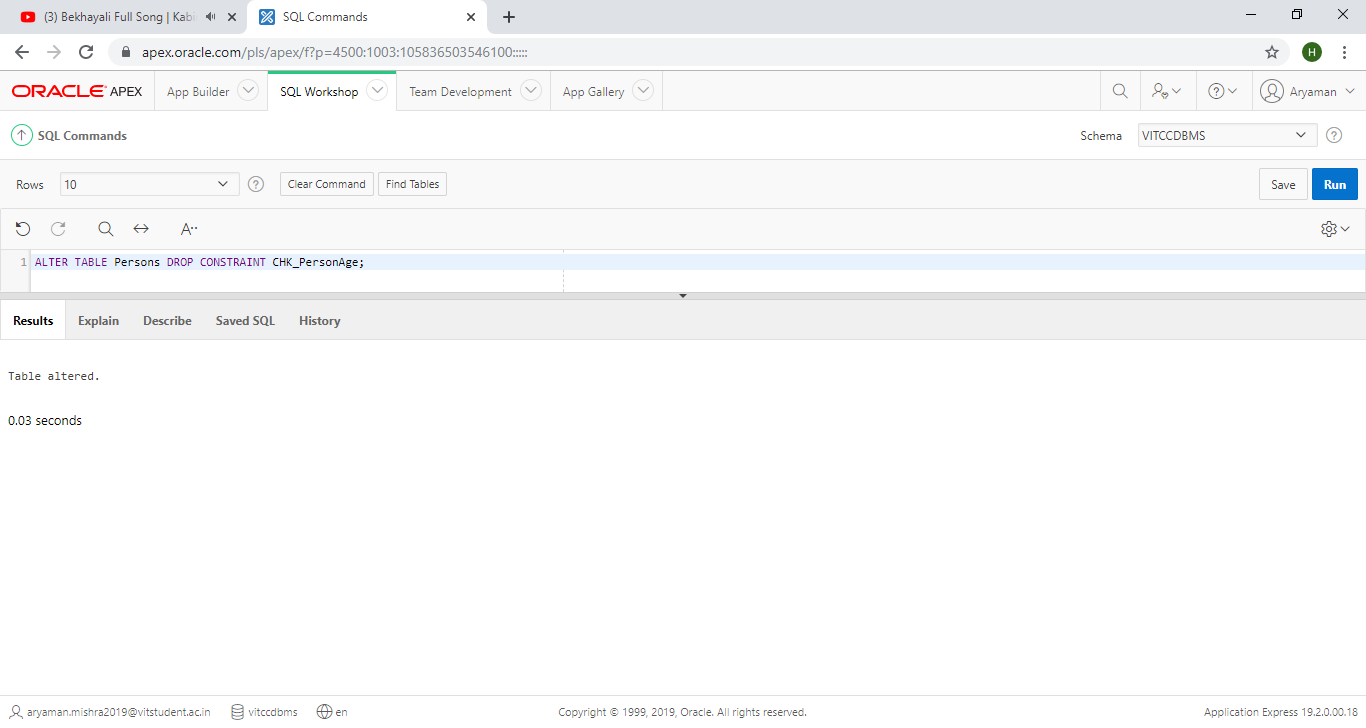 (3) Bekhayali Full Song | Kabi
SQL Commands
apex.oracle.com/pls/apex/f?p=4500:1003:105836503546100:::::
H
ORACLE APEX
App Builder
SQL Workshop
Team Development
App Gallery
Aryaman
SQL Commands
Schema
VITCCDBMS
Rows
10
Clear Command
Find Tables
Save
Run
A
1 ALTER TABLE Persons DROP CONSTRAINT CHK_PersonAge;
Results Explain Describe Saved SQL History
Table altered.
0.03 seconds
aryaman.mishra2019@vitstudent.ac.in vitccdbms en Copyright © 1999, 2019, Oracle. All rights reserved. Application Express 19.2.0.00.18